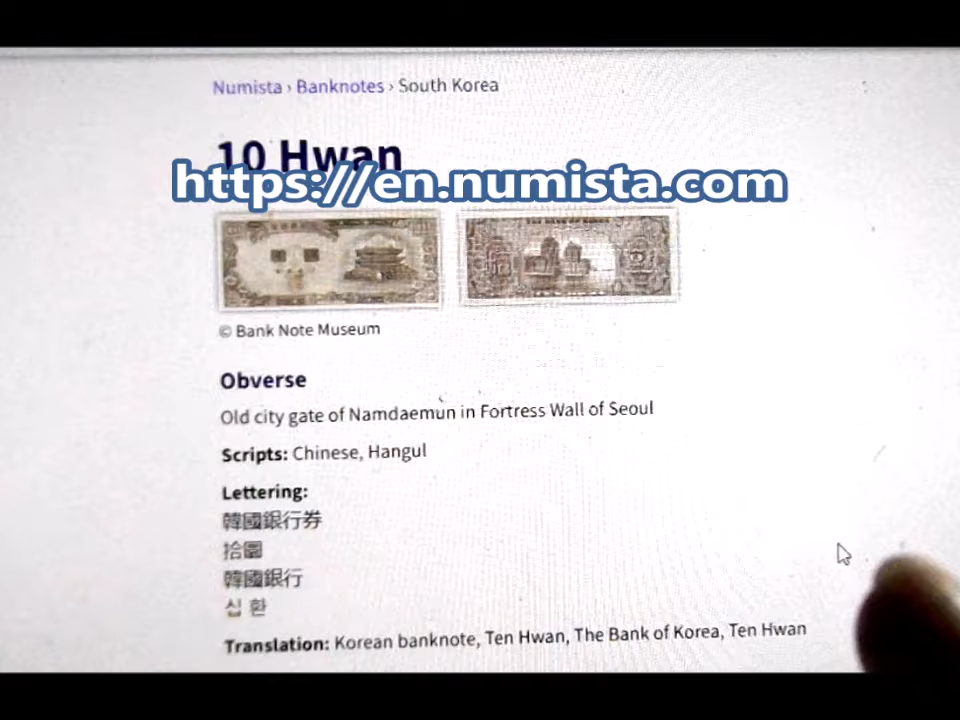 Numista › Banknotes › South Korea
10 Hwan
https://en.numista.com
© Bank Note Museum
Obverse
Old city gate of Namdaemun in Fortress Wall of Seoul
Scripts: Chinese, Hangul
Lettering:
韓國銀行券
拾圜
韓國銀行
십 환
Translation: Korean banknote, Ten Hwan, The Bank of Korea, Ten Hwan